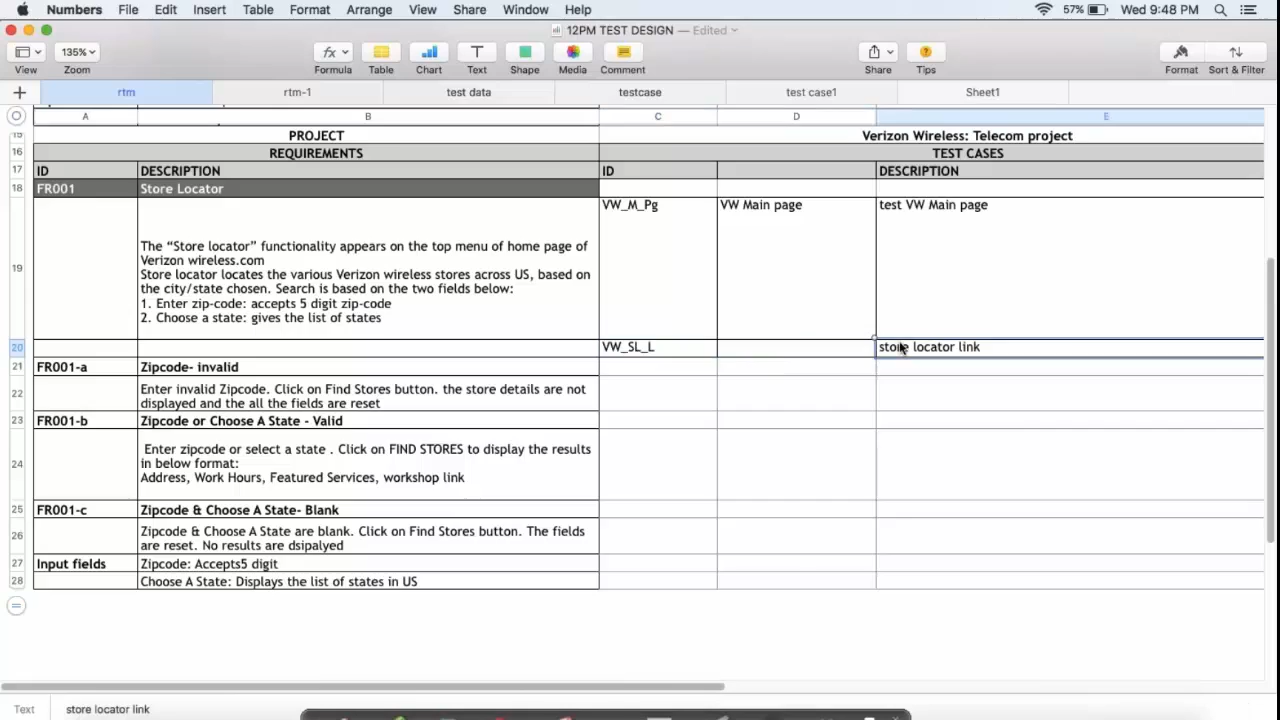 Numbers File Edit Insert Table Format Arrange View Share Window Help 57% Wed 9:48 PM
12PM TEST DESIGN — Edited
135%
View Zoom Formula Table Chart Text Shape Media Comment Share Tips Format Sort & Filter
rtm rtm-1 test data testcase test case1 Sheet1
A B C D E
15 PROJECT Verizon Wireless: Telecom project
16 REQUIREMENTS TEST CASES
17 ID DESCRIPTION ID DESCRIPTION
18 FR001 Store Locator
VW_M_Pg VW Main page test VW Main page
The “Store locator” functionality appears on the top menu of home page of
Verizon wireless.com
19 Store locator locates the various Verizon wireless stores across US, based on
the city/state chosen. Search is based on the two fields below:
1. Enter zip-code: accepts 5 digit zip-code
2. Choose a state: gives the list of states
20 VW_SL_L store locator link
21 FR001-a Zipcode- invalid
22 Enter invalid Zipcode. Click on Find Stores button. the store details are not
displayed and the all the fields are reset
23 FR001-b Zipcode or Choose A State - Valid
Enter zipcode or select a state . Click on FIND STORES to display the results
24 in below format:
Address, Work Hours, Featured Services, workshop link
25 FR001-c Zipcode & Choose A State- Blank
26 Zipcode & Choose A State are blank. Click on Find Stores button. The fields
are reset. No results are dsipalyed
27 Input fields Zipcode: Accepts5 digit
28 Choose A State: Displays the list of states in US
Text store locator link